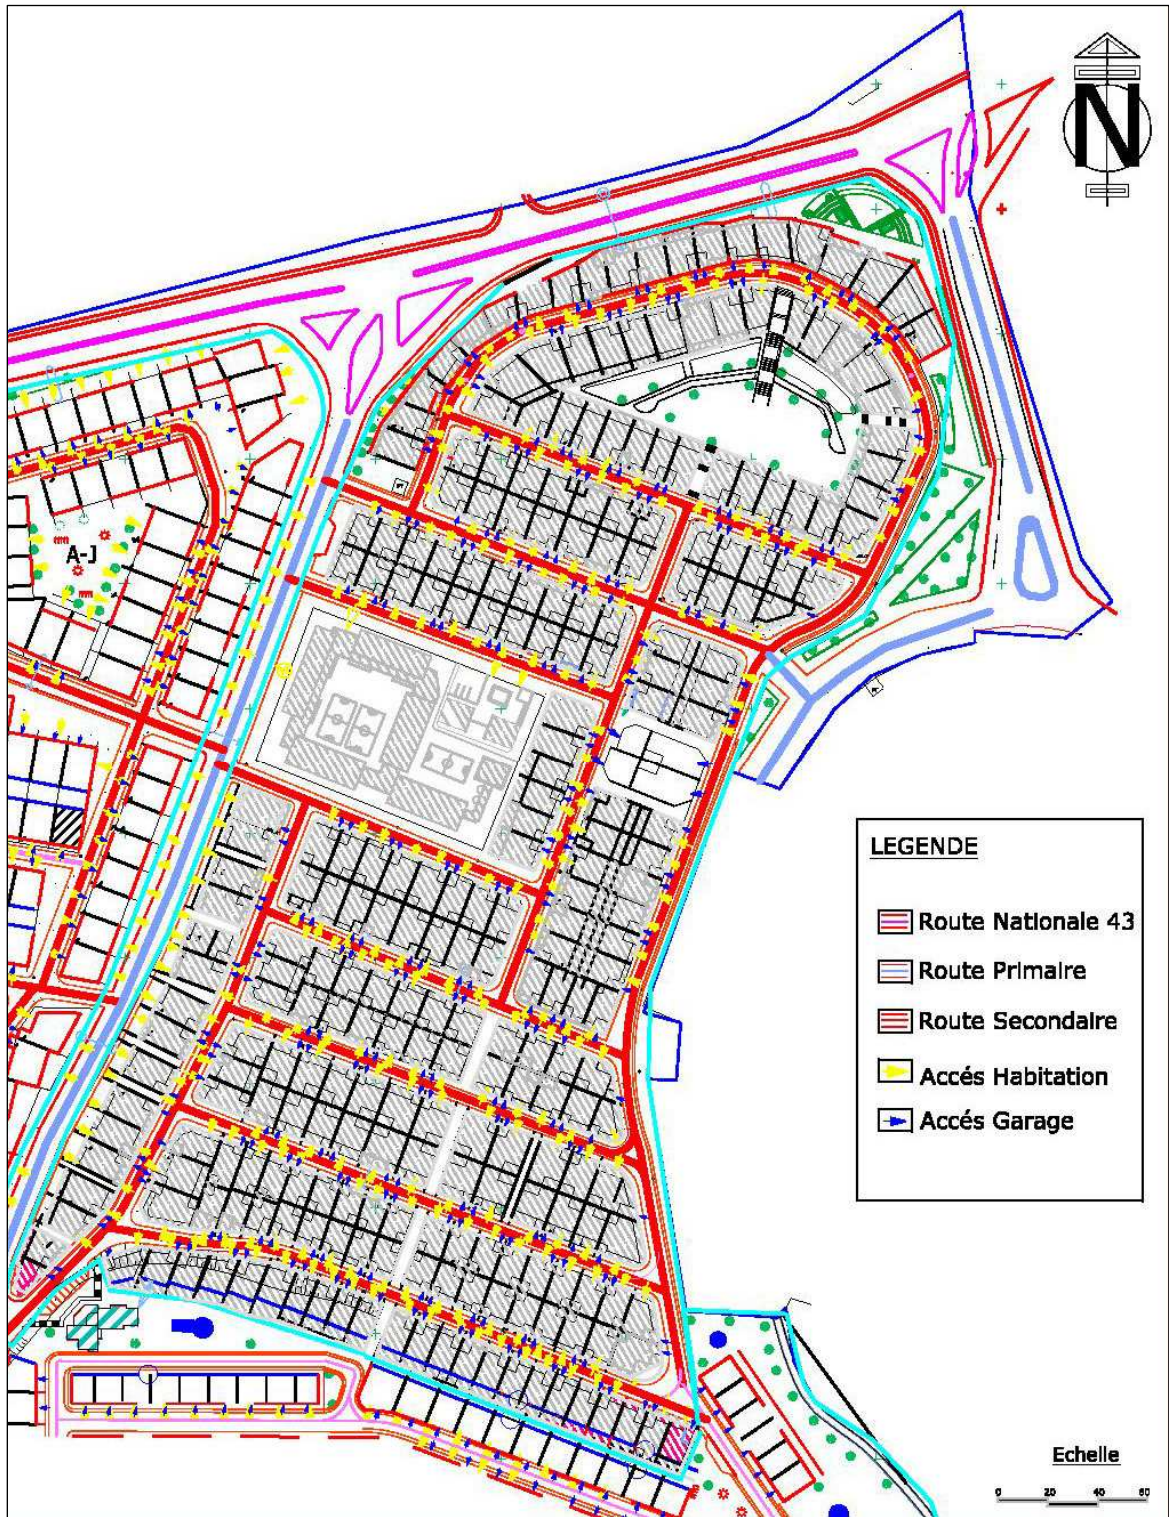 N
A-J
LEGENDE
Route Nationale 43
Route Primaire
Route Secondaire
Accés Habitation
Accés Garage
Echelle
0 20 40 60